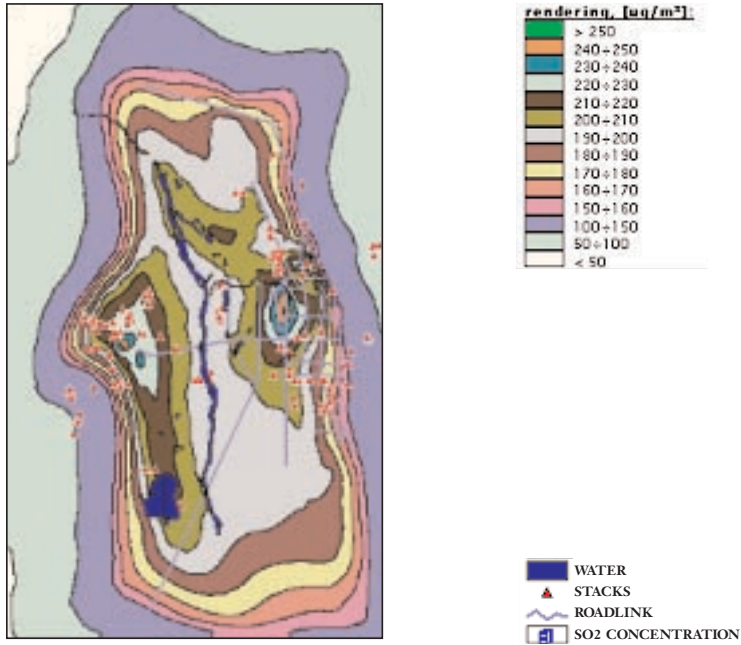 rendering, [ug/m³]:
> 250
240÷250
230÷240
220÷230
210÷220
200÷210
190÷200
180÷190
170÷180
160÷170
150÷160
100÷150
50÷100
< 50
WATER
STACKS
ROADLINK
SO2 CONCENTRATION